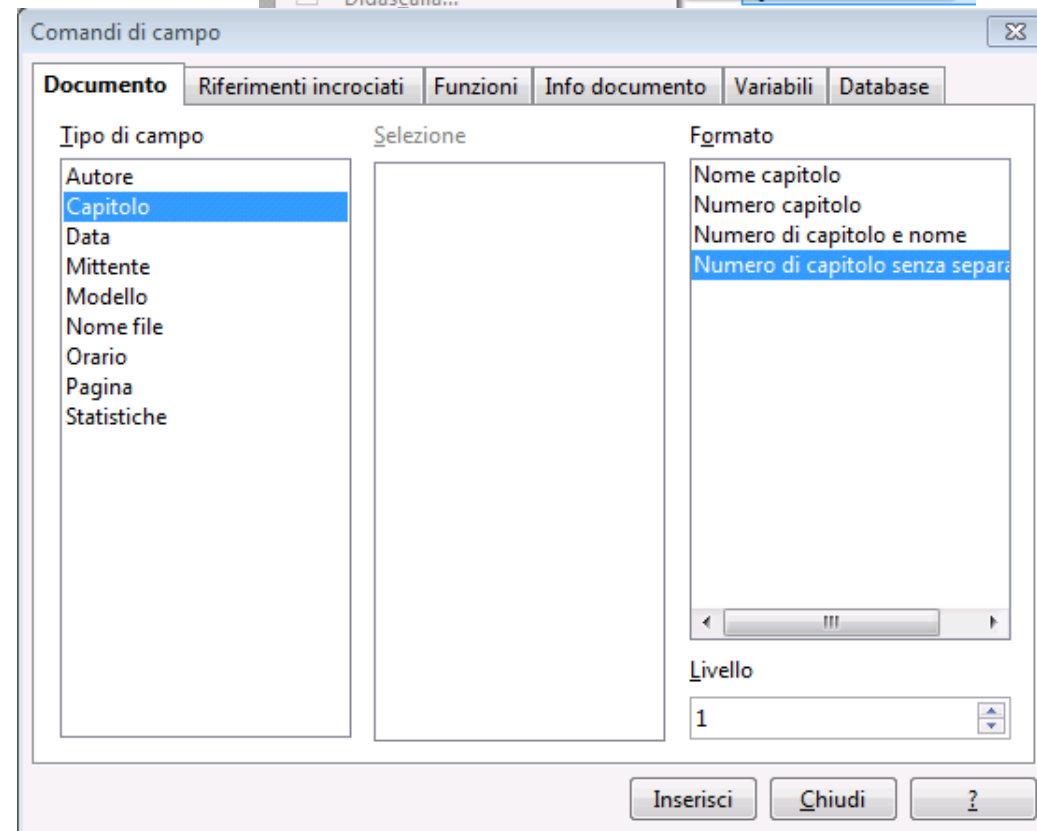 Didascalia...
Comandi di campo
Documento Riferimenti incrociati Funzioni Info documento Variabili Database
Tipo di campo
Autore
Capitolo
Data
Mittente
Modello
Nome file
Orario
Pagina
Statistiche
Selezione
Formato
Nome capitolo
Numero capitolo
Numero di capitolo e nome
Numero di capitolo senza separa
Livello
1
Inserisci Chiudi ?